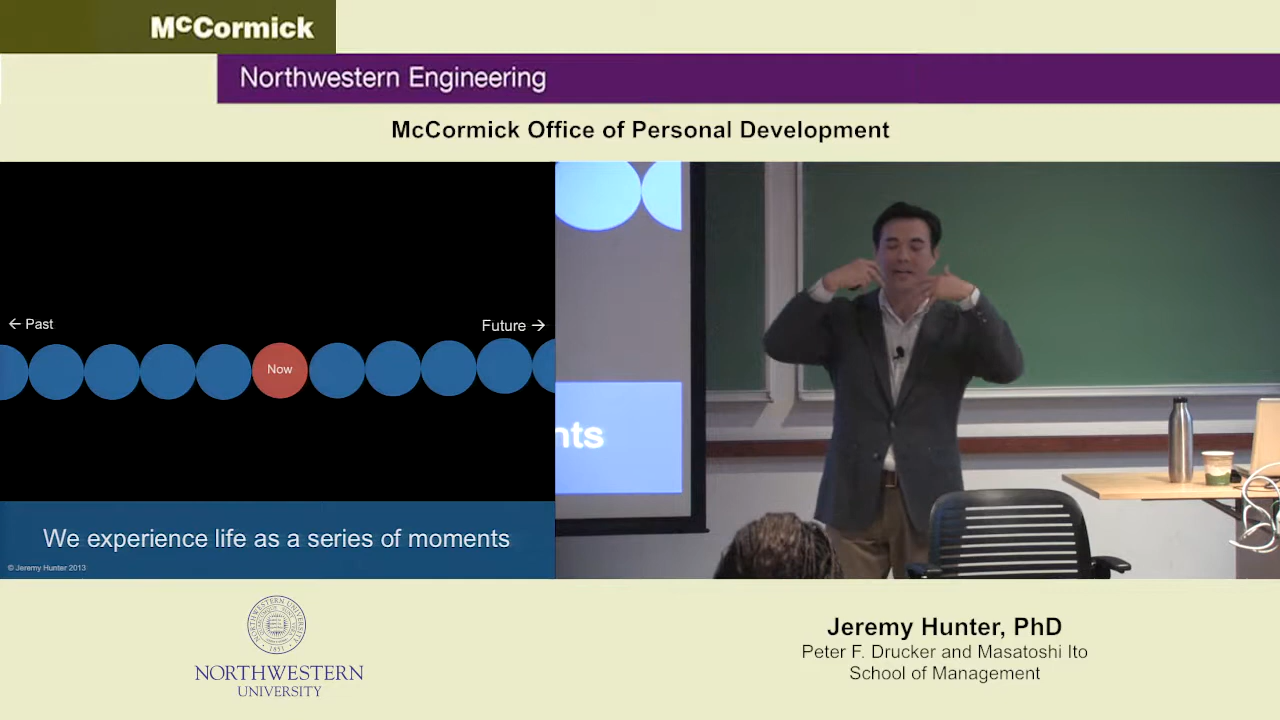 McCormick
Northwestern Engineering
McCormick Office of Personal Development
← Past
Future →
Now
We experience life as a series of moments
© Jeremy Hunter 2013
nts
NORTHWESTERN
UNIVERSITY
Jeremy Hunter, PhD
Peter F. Drucker and Masatoshi Ito
School of Management